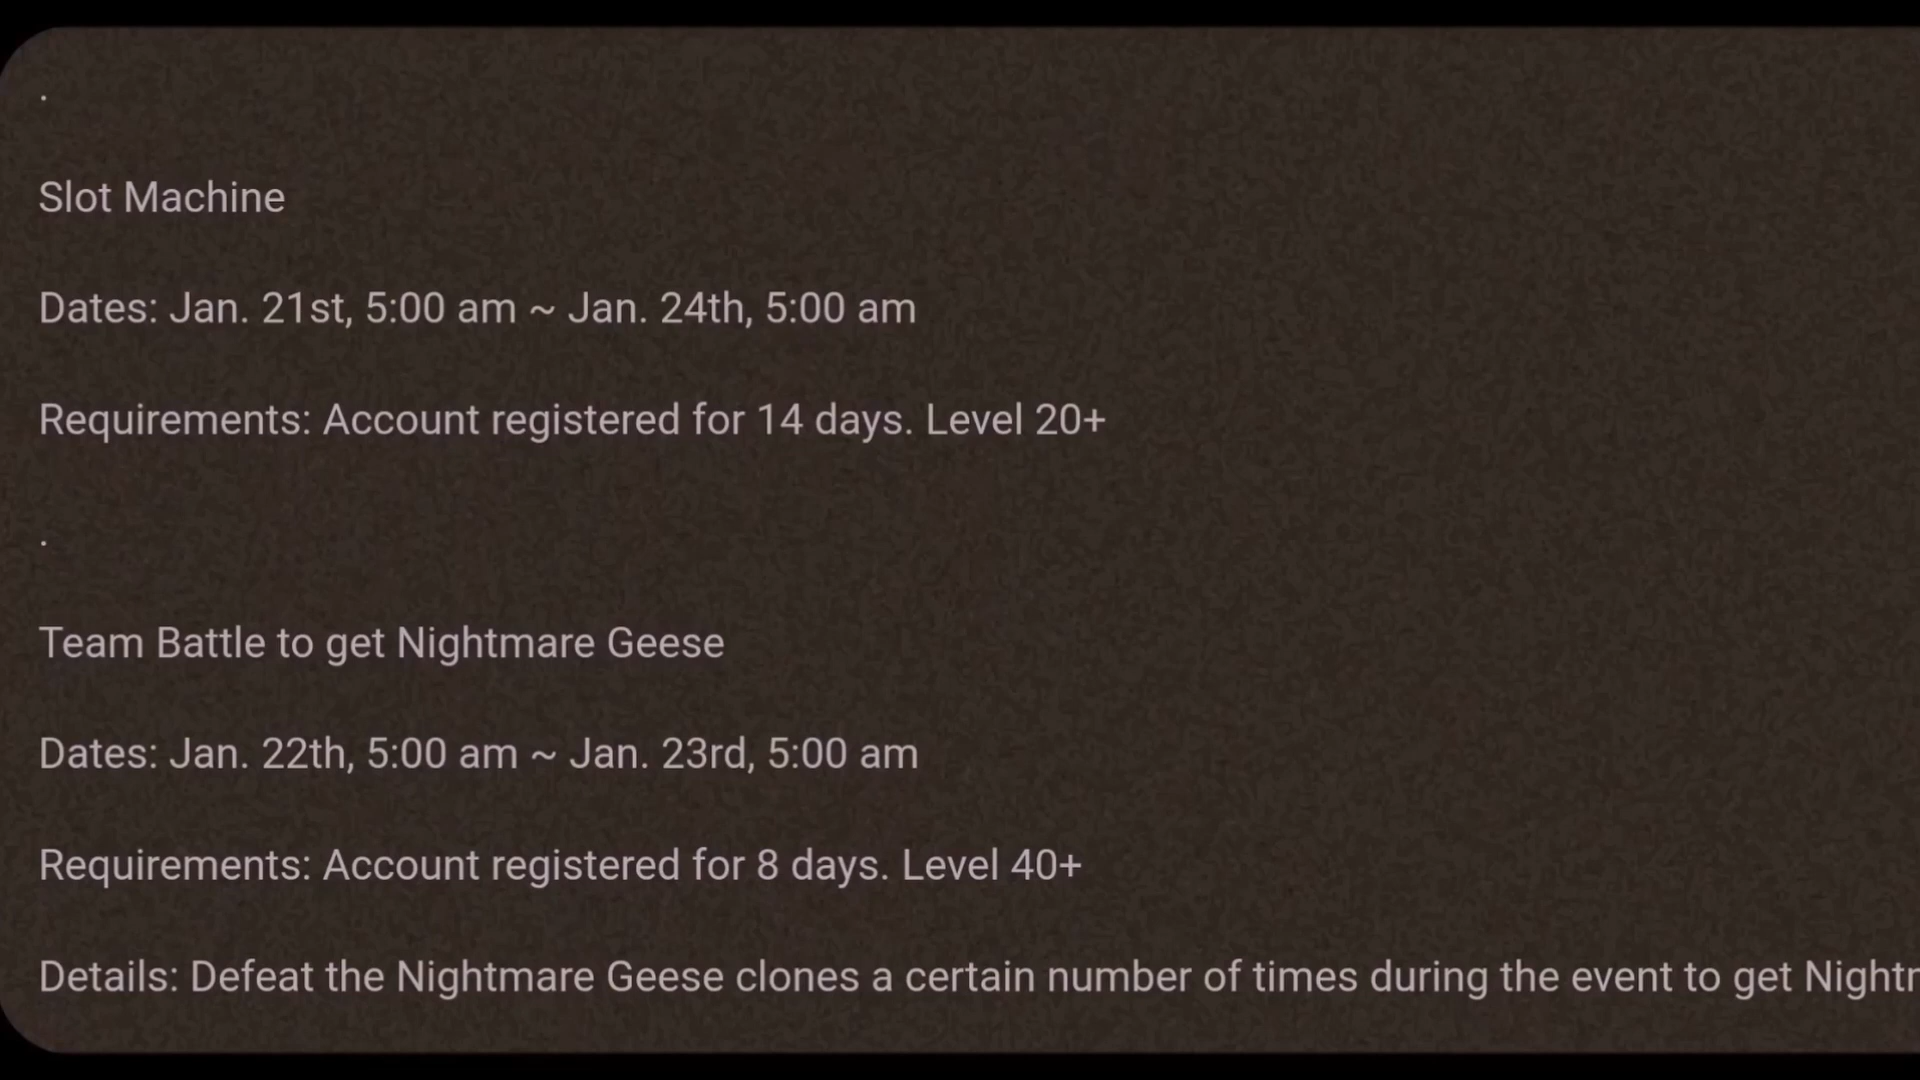 .
Slot Machine
Dates: Jan. 21st, 5:00 am ~ Jan. 24th, 5:00 am
Requirements: Account registered for 14 days. Level 20+
.
Team Battle to get Nightmare Geese
Dates: Jan. 22th, 5:00 am ~ Jan. 23rd, 5:00 am
Requirements: Account registered for 8 days. Level 40+
Details: Defeat the Nightmare Geese clones a certain number of times during the event to get